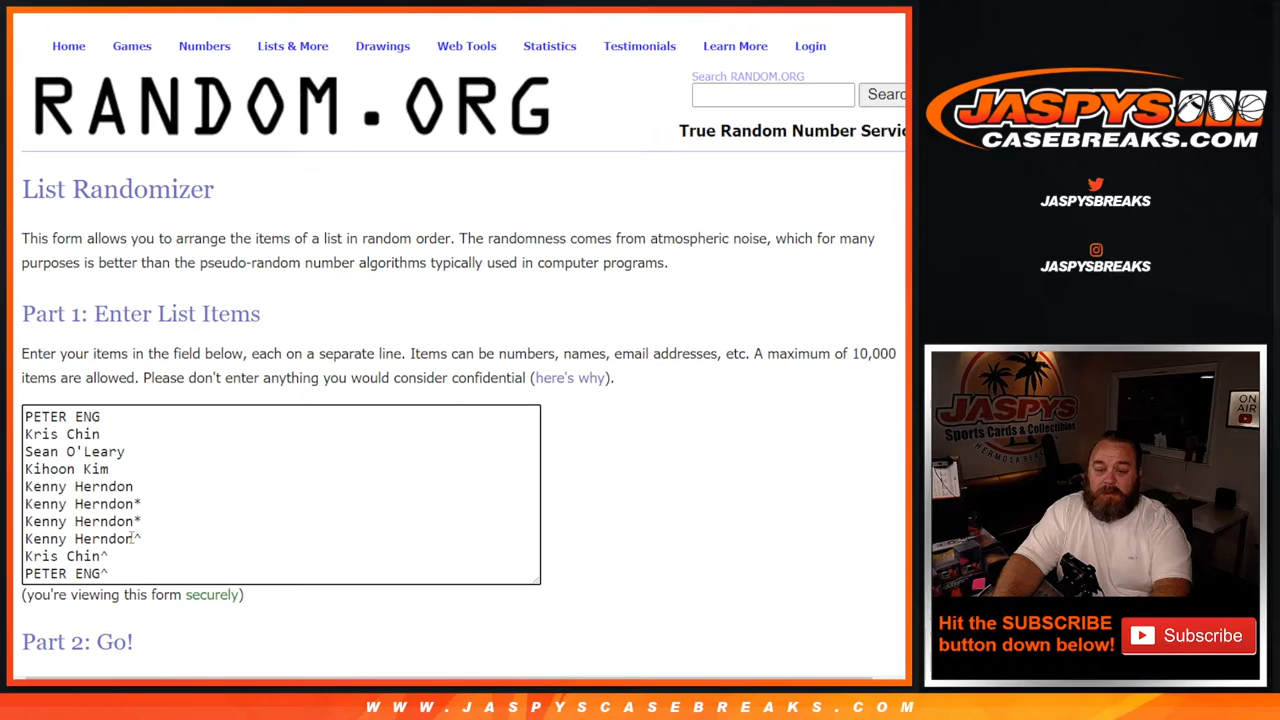 Home Games Numbers Lists & More Drawings Web Tools Statistics Testimonials Learn More Login
RANDOM.ORG
Search RANDOM.ORG
Searc
True Random Number Servic
List Randomizer
This form allows you to arrange the items of a list in random order. The randomness comes from atmospheric noise, which for many
purposes is better than the pseudo-random number algorithms typically used in computer programs.
Part 1: Enter List Items
Enter your items in the field below, each on a separate line. Items can be numbers, names, email addresses, etc. A maximum of 10,000
items are allowed. Please don't enter anything you would consider confidential (here's why).
PETER ENG
Kris Chin
Sean O'Leary
Kihoon Kim
Kenny Herndon
Kenny Herndon*
Kenny Herndon*
Kenny Herndon^
Kris Chin^
PETER ENG^
(you're viewing this form securely)
Part 2: Go!
JASPYS
CASEBREAKS.COM
JASPYSBREAKS
JASPYSBREAKS
JASPYS
Sports Cards & Collectibles
HERMOSA BEACH
ON
AIR
Hit the SUBSCRIBE
button down below!
Subscribe
WWW.JASPYSCASEBREAKS.COM